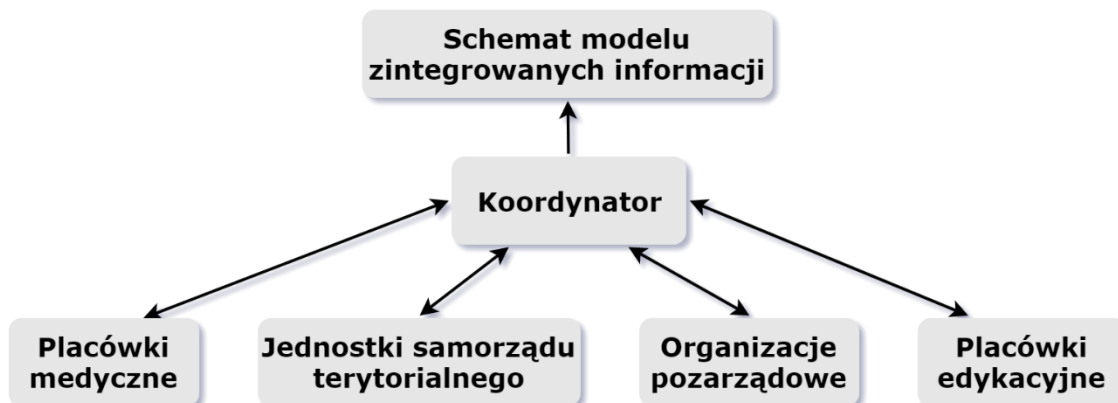 Schemat modelu
zintegrowanych informacji
Koordynator
Placówki
medyczne
Jednostki samorządu
terytorialnego
Organizacje
pozarządowe
Placówki
edykacyjne